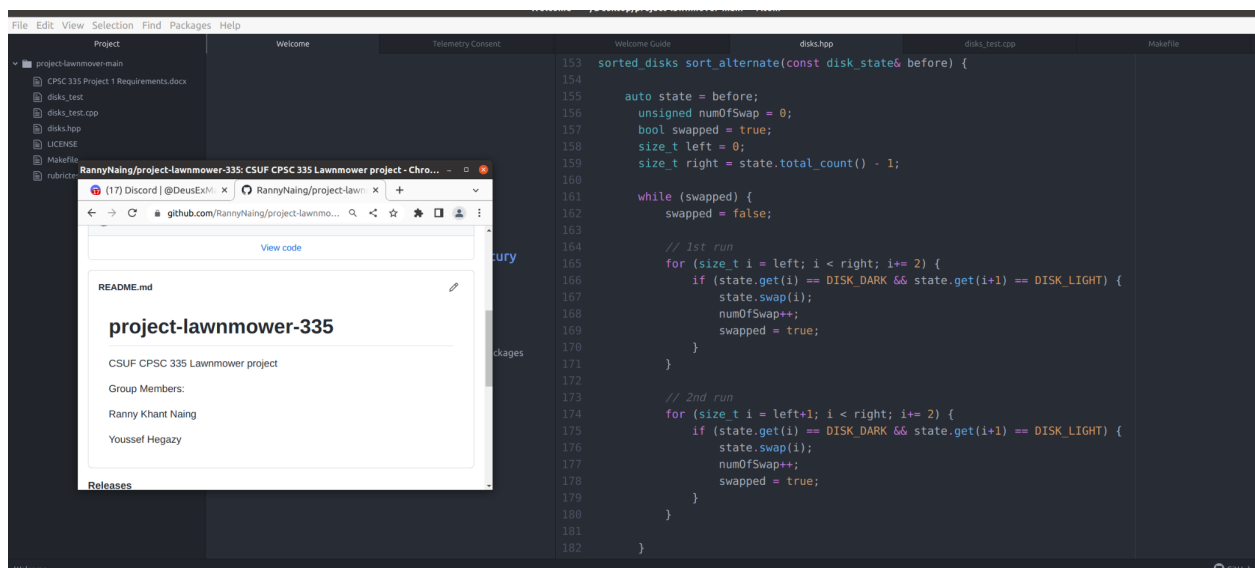 File Edit View Selection Find Packages Help
Project
Welcome
Telemetry Consent
Welcome Guide
disks.hpp
disks_test.cpp
Makefile
project-lawnmover-main
CPSC 335 Project 1 Requirements.docx
disks_test
disks_test.cpp
disks.hpp
LICENSE
Makefile
rubricte
RannyNaing/project-lawnmower-335: CSUF CPSC 335 Lawnmower project - Chro...
(17) Discord | @DeusExM
RannyNaing/project-lawn
github.com/RannyNaing/project-lawnmo...
View code
README.md
project-lawnmower-335
CSUF CPSC 335 Lawnmower project
Group Members:
Ranny Khant Naing
Youssef Hegazy
Releases
tury
ckages
153 sorted_disks sort_alternate(const disk_state& before) {
154
155 auto state = before;
156 unsigned numOfSwap = 0;
157 bool swapped = true;
158 size_t left = 0;
159 size_t right = state.total_count() - 1;
160
161 while (swapped) {
162 swapped = false;
163
164 // 1st run
165 for (size_t i = left; i < right; i+= 2) {
166 if (state.get(i) == DISK_DARK && state.get(i+1) == DISK_LIGHT) {
167 state.swap(i);
168 numOfSwap++;
169 swapped = true;
170 }
171 }
172
173 // 2nd run
174 for (size_t i = left+1; i < right; i+= 2) {
175 if (state.get(i) == DISK_DARK && state.get(i+1) == DISK_LIGHT) {
176 state.swap(i);
177 numOfSwap++;
178 swapped = true;
179 }
180 }
181
182 }